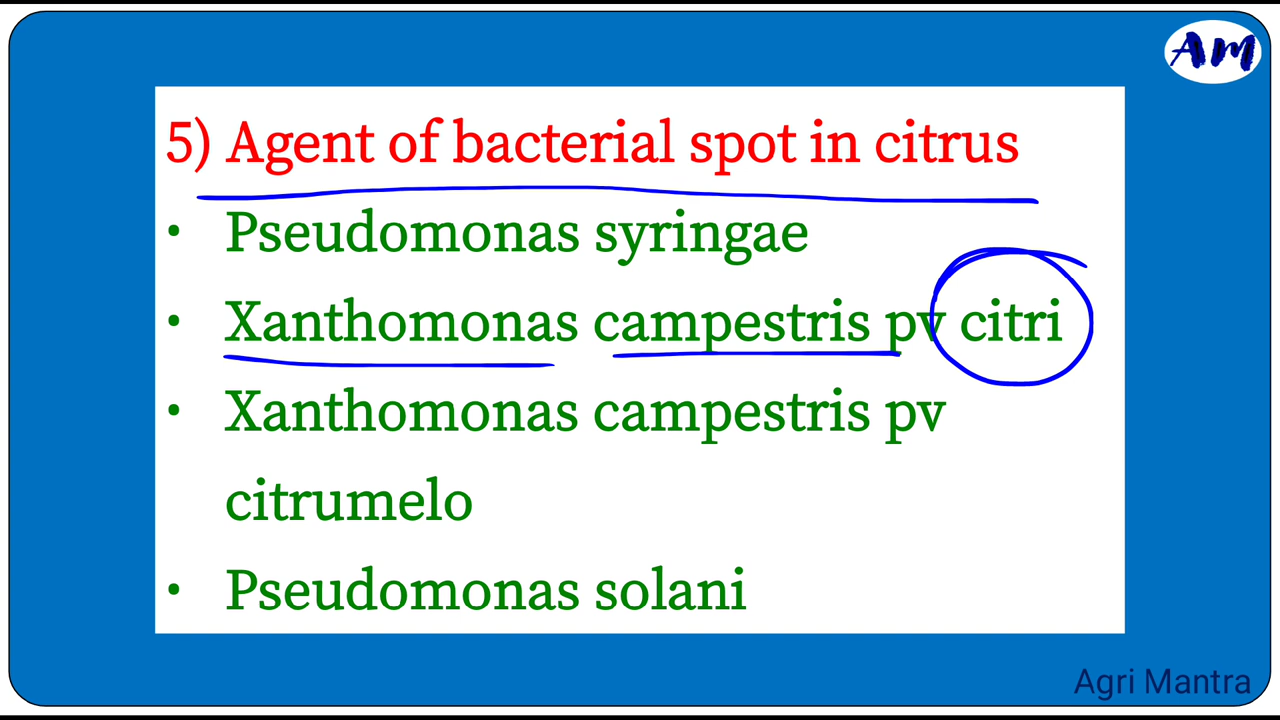 AM
5) Agent of bacterial spot in citrus
• Pseudomonas syringae
• Xanthomonas campestris pv citri
• Xanthomonas campestris pv
citrumelo
• Pseudomonas solani
Agri Mantra